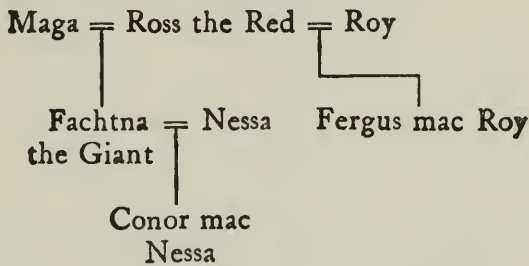 Maga = Ross the Red = Roy
Fachtna = Nessa Fergus mac Roy
the Giant
Conor mac
Nessa